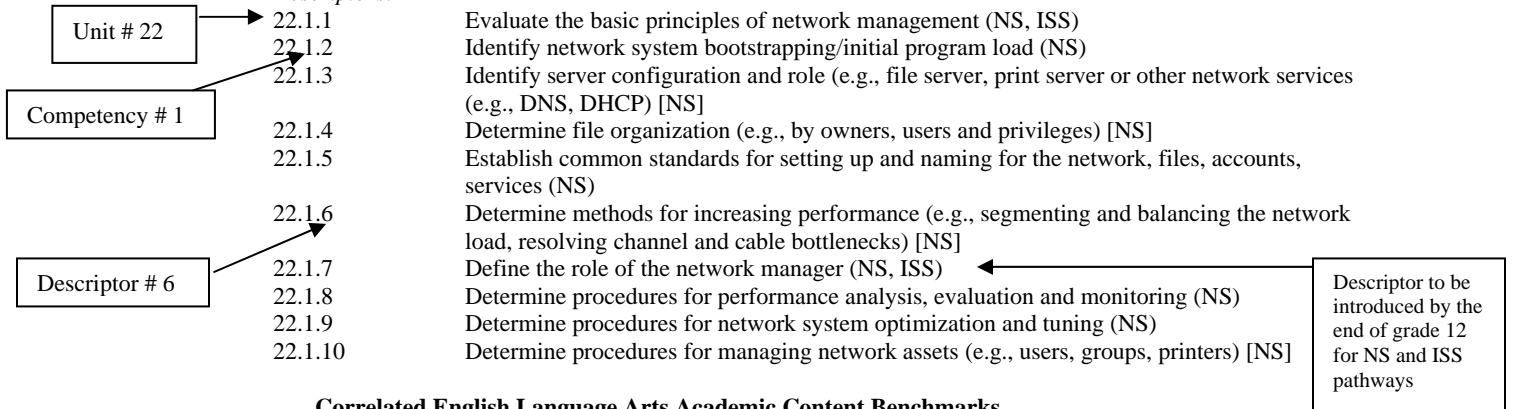 Unit # 22
Competency # 1
Descriptor # 6
22.1.1 Evaluate the basic principles of network management (NS, ISS)
22.1.2 Identify network system bootstrapping/initial program load (NS)
22.1.3 Identify server configuration and role (e.g., file server, print server or other network services
(e.g., DNS, DHCP) [NS]
22.1.4 Determine file organization (e.g., by owners, users and privileges) [NS]
22.1.5 Establish common standards for setting up and naming for the network, files, accounts,
services (NS)
22.1.6 Determine methods for increasing performance (e.g., segmenting and balancing the network
load, resolving channel and cable bottlenecks) [NS]
22.1.7 Define the role of the network manager (NS, ISS)
22.1.8 Determine procedures for performance analysis, evaluation and monitoring (NS)
22.1.9 Determine procedures for network system optimization and tuning (NS)
22.1.10 Determine procedures for managing network assets (e.g., users, groups, printers) [NS]
Descriptor to be
introduced by the
end of grade 12
for NS and ISS
pathways
Correlated English Language Arts Academic Content Benchmarks